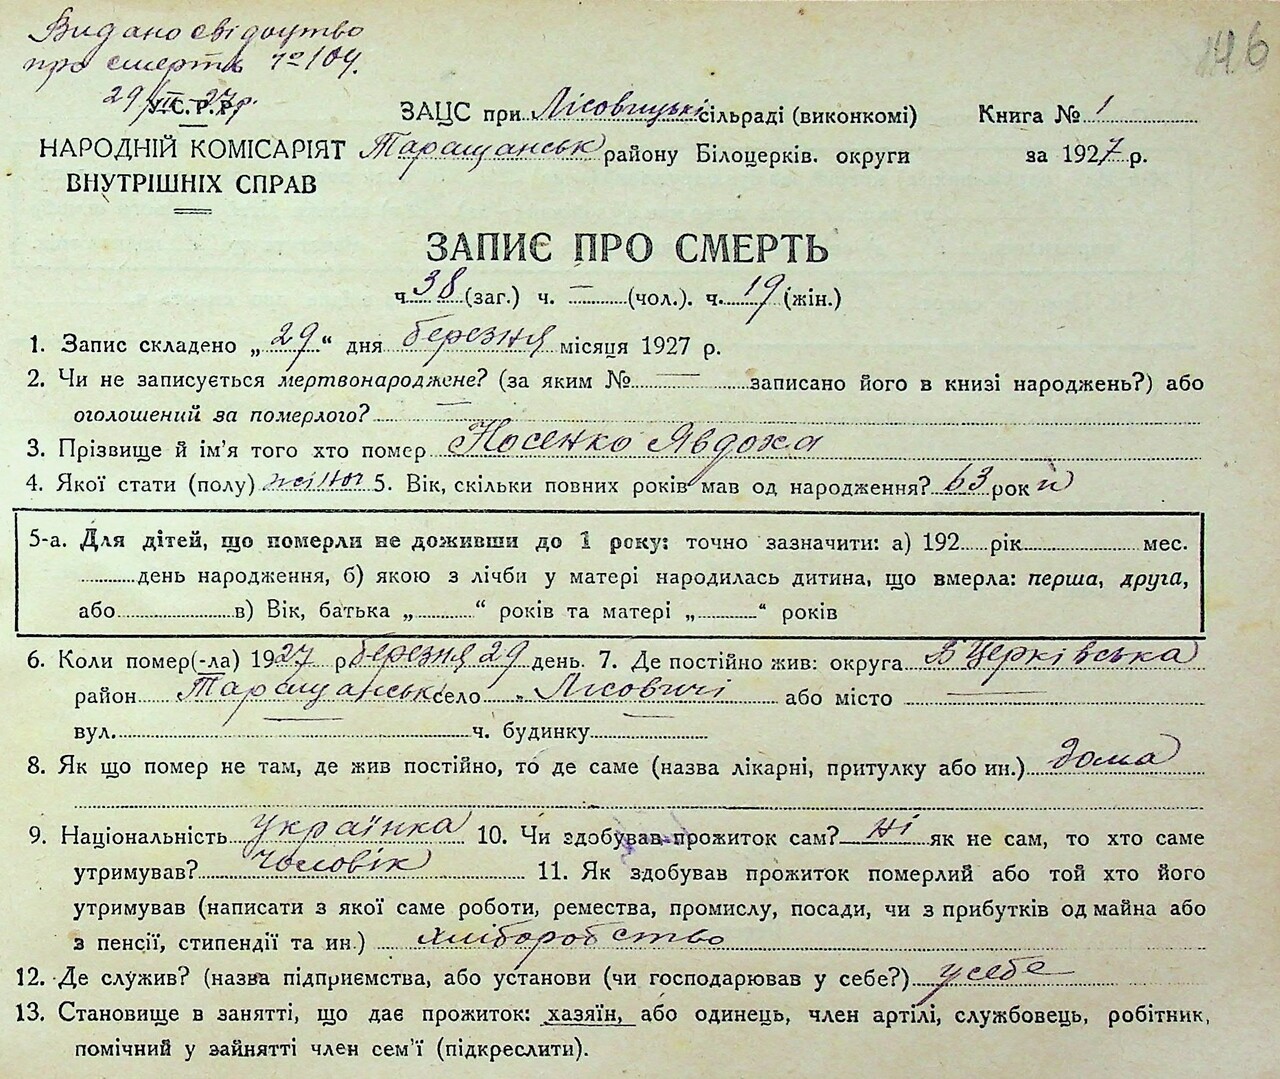 Видано свідоцтво
про смерть № 104.
29/III-27р.
146
У.С.Р.Р.
НАРОДНІЙ КОМІСАРІЯТ
ВНУТРІШНІХ СПРАВ
ЗАЦС при Лісовицькі сільраді (виконкомі)
Таращанськ району Білоцерків. округи
Книга № 1
за 1927 р.
ЗАПИС ПРО СМЕРТЬ
ч. 38 (заг.) ч. — (чол.). ч. 19 (жін.)
1. Запис складено „29“ дня березня місяця 1927 р.
2. Чи не записується мертвонароджене? (за яким № — записано його в книзі народжень?) або
оголошений за померлого? —
3. Прізвище й ім'я того хто помер Носенко Явдоха
4. Якої стати (полу) жіноч 5. Вік, скільки повних років мав од народження? 63 роки
5-а. Для дітей, що померли не доживши до 1 року: точно зазначити: а) 192 рік мес.
день народження, б) якою з лічби у матері народилась дитина, що вмерла: перша, друга,
або в) Вік, батька „ “ років та матері „ “ років
6. Коли помер(-ла) 1927 р березня 29 день. 7. Де постійно жив: округа БЦерківська
район Таращанськ село „Лісовичі або місто —
вул. — ч. будинку —
8. Як що помер не там, де жив постійно, то де саме (назва лікарні, притулку або ин.) дома
9. Національність українка 10. Чи здобував прожиток сам? ні як не сам, то хто саме
утримував? чоловік 11. Як здобував прожиток померлий або той хто його
утримував (написати з якої саме роботи, ремества, промислу, посади, чи з прибутків од майна або
з пенсії, стипендії та ин.) хліборобство
12. Де служив? (назва підприємства, або установи (чи господарював у себе?) у себе
13. Становище в занятті, що дає прожиток: хазяїн, або одинець, член артілі, службовець, робітник,
помічний у зайнятті член сем'ї (підкреслити).